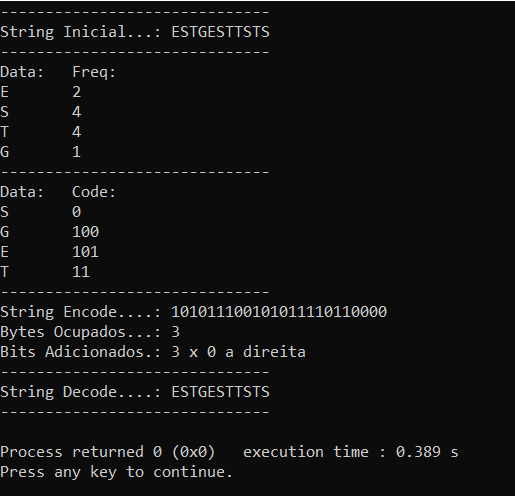 ------------------------------
String Inicial...: ESTGESTTSTS
------------------------------
Data:   Freq:
E       2
S       4
T       4
G       1
------------------------------
Data:   Code:
S       0
G       100
E       101
T       11
------------------------------
String Encode....: 101011100101011110110000
Bytes Ocupados...: 3
Bits Adicionados.: 3 x 0 a direita
------------------------------
String Decode....: ESTGESTTSTS
------------------------------
Process returned 0 (0x0)   execution time : 0.389 s
Press any key to continue.